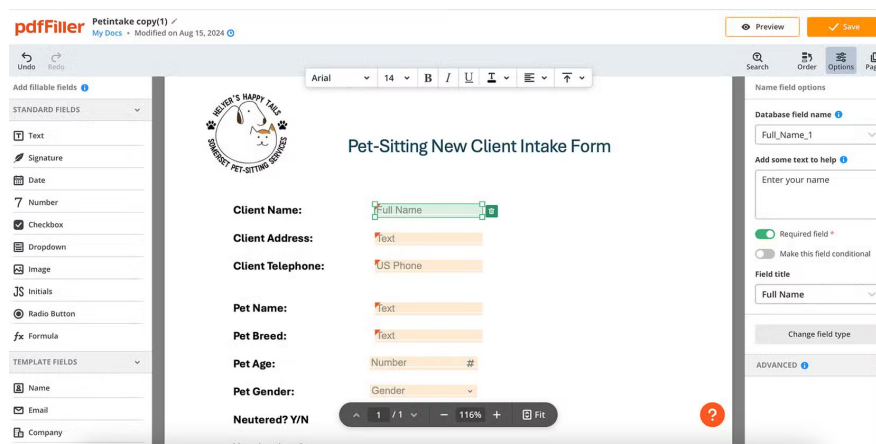 pdfFiller
Petintake copy(1)
My Docs • Modified on Aug 15, 2024
Preview
Save
Undo
Redo
Search
Order
Options
Add fillable fields
Arial
14
B
I
U
Name field options
STANDARD FIELDS
Text
Signature
Date
7 Number
Checkbox
Dropdown
Image
JS Initials
Radio Button
fx Formula
TEMPLATE FIELDS
Name
Email
Company
HELYER'S HAPPY TAILS
SOMERSET PET-SITTING SERVICES
Pet-Sitting New Client Intake Form
Client Name:
Full Name
Client Address:
Text
Client Telephone:
US Phone
Pet Name:
Text
Pet Breed:
Text
Pet Age:
Number #
Pet Gender:
Gender
Neutered? Y/N
1 / 1
− 116% +
Fit
Database field name
Full_Name_1
Add some text to help
Enter your name
Required field *
Make this field conditional
Field title
Full Name
Change field type
ADVANCED
?